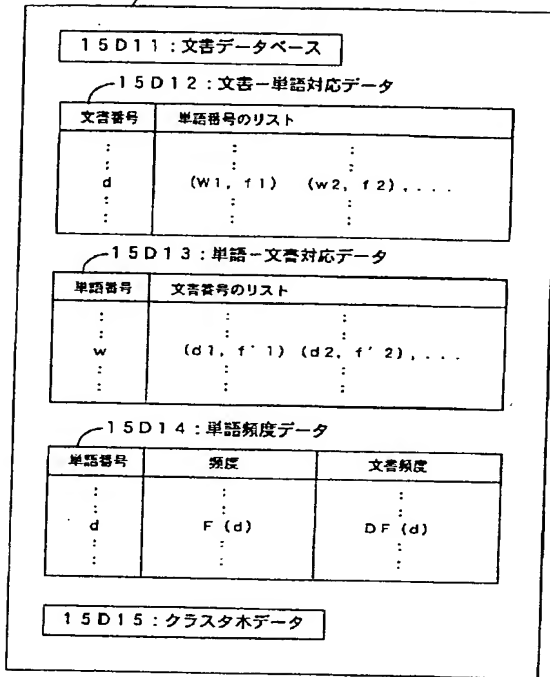 15D11:文書データベース
15D12:文書-単語対応データ
文書番号 単語番号のリスト
: : :
: : :
d (W1, f1) (w2, f2),...
: : :
: : :
15D13:単語-文書対応データ
単語番号 文書番号のリスト
: : :
: : :
w (d1, f'1) (d2, f'2),...
: : :
: : :
15D14:単語頻度データ
単語番号 頻度 文書頻度
: : :
: : :
d F(d) DF(d)
: : :
: : :
15D15:クラスタ木データ